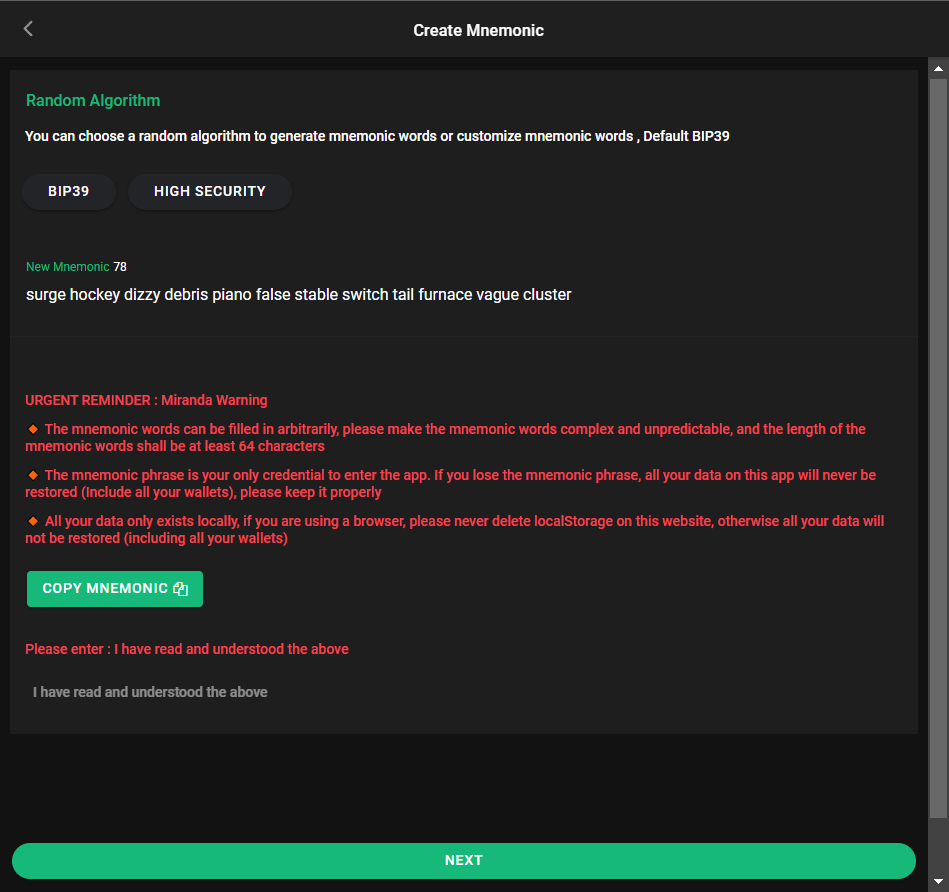 Create Mnemonic
Random Algorithm
You can choose a random algorithm to generate mnemonic words or customize mnemonic words , Default BIP39
BIP39 HIGH SECURITY
New Mnemonic 78
surge hockey dizzy debris piano false stable switch tail furnace vague cluster
URGENT REMINDER : Miranda Warning
🔸 The mnemonic words can be filled in arbitrarily, please make the mnemonic words complex and unpredictable, and the length of the
mnemonic words shall be at least 64 characters
🔸 The mnemonic phrase is your only credential to enter the app. If you lose the mnemonic phrase, all your data on this app will never be
restored (Include all your wallets), please keep it properly
🔸 All your data only exists locally, if you are using a browser, please never delete localStorage on this website, otherwise all your data will
not be restored (including all your wallets)
COPY MNEMONIC
Please enter : I have read and understood the above
I have read and understood the above
NEXT